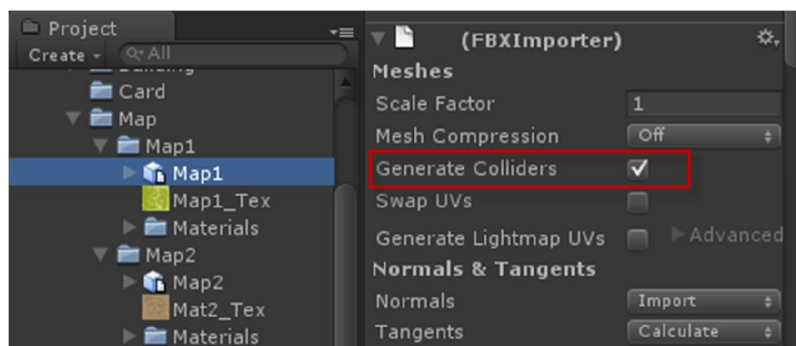 Project
Create
All
Card
Map
Map1
Map1
Map1_Tex
Materials
Map2
Map2
Mat2_Tex
Materials
(FBXImporter)
Meshes
Scale Factor 1
Mesh Compression Off
Generate Colliders
Swap UVs
Generate Lightmap UVs Advanced
Normals & Tangents
Normals Import
Tangents Calculate